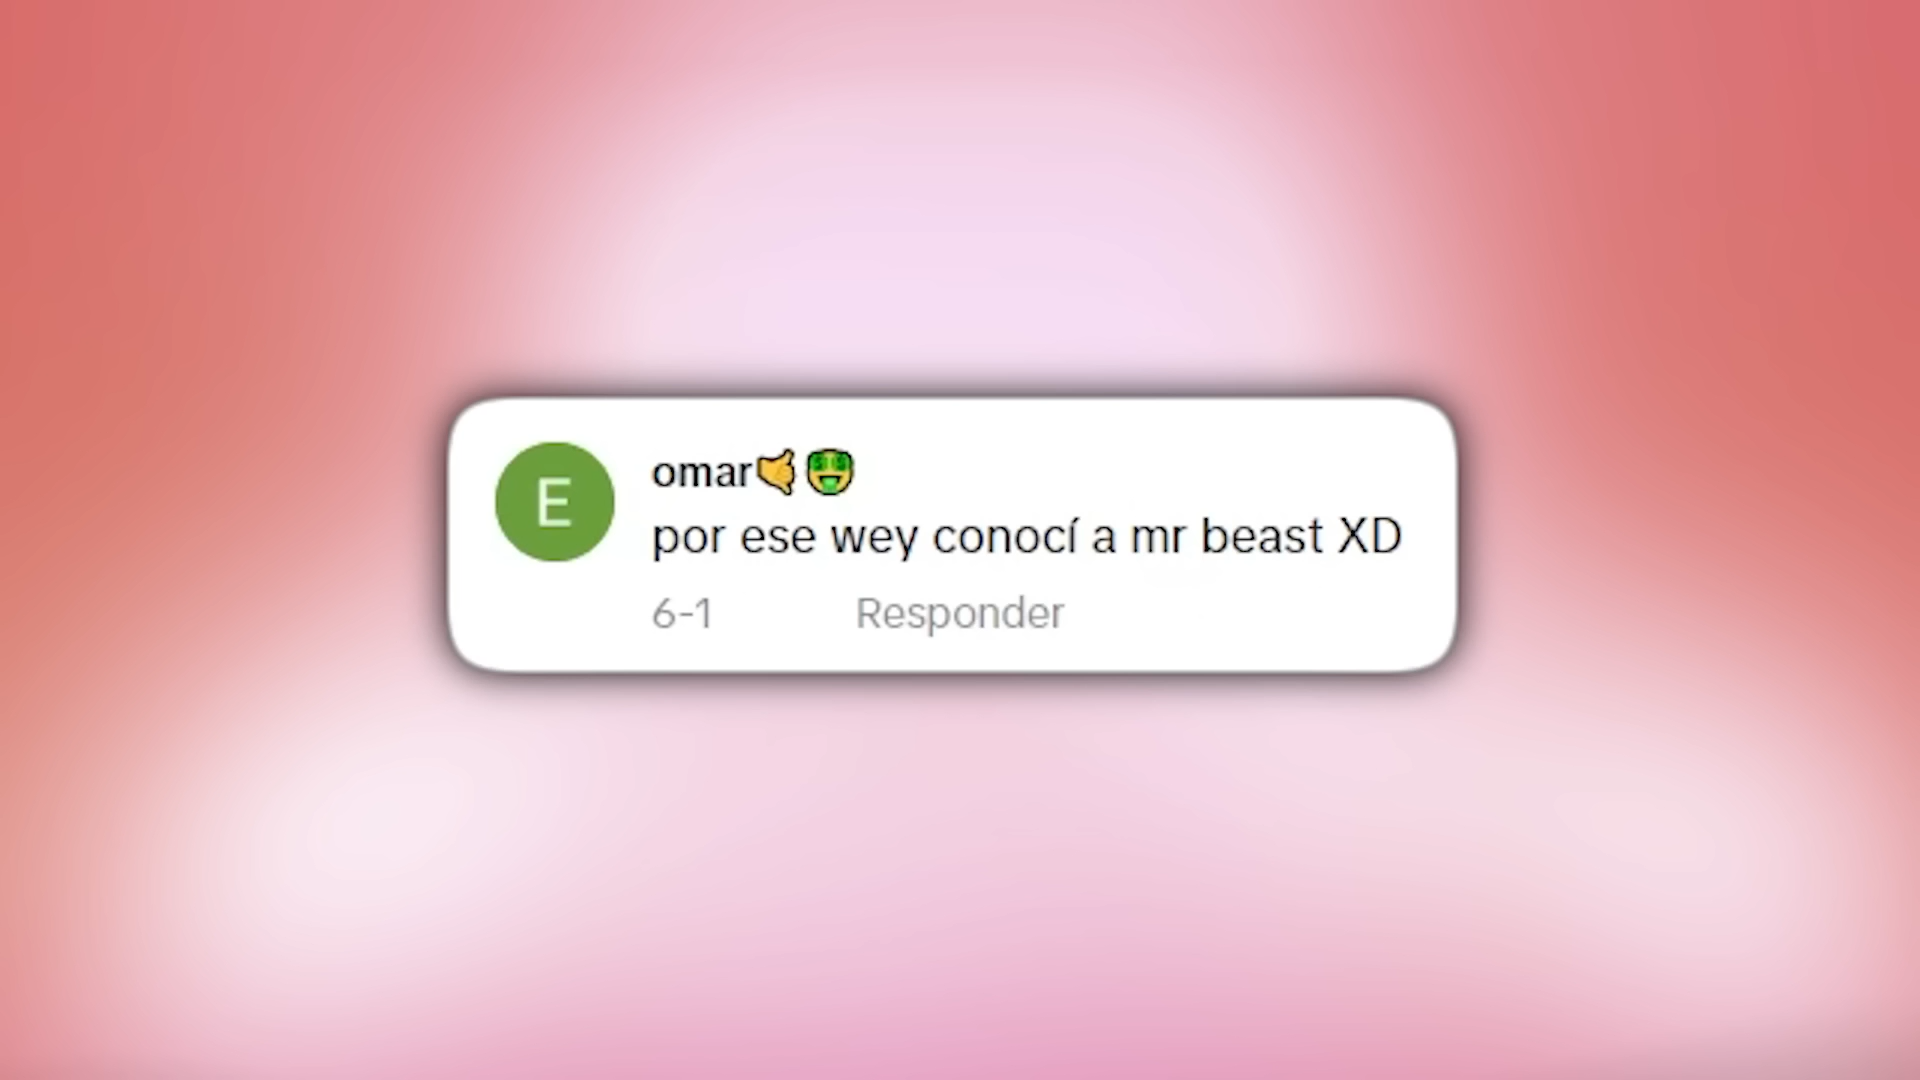 E
omar🤙🤑
por ese wey conocí a mr beast XD
6-1 Responder